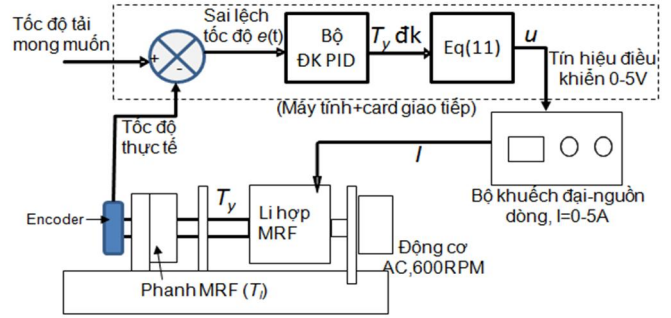 Tốc độ tải
mong muốn
+
-
Sai lệch
tốc độ e(t)
Bộ
ĐK PID
Ty đk
Eq(11)
u
Tín hiệu điều
khiển 0-5V
(Máy tính+card giao tiếp)
Tốc độ
thực tế
I
Bộ khuếch đại-nguồn
dòng, I=0-5A
Encoder
Ty
Li hợp
MRF
Động cơ
AC,600RPM
Phanh MRF (Tl)